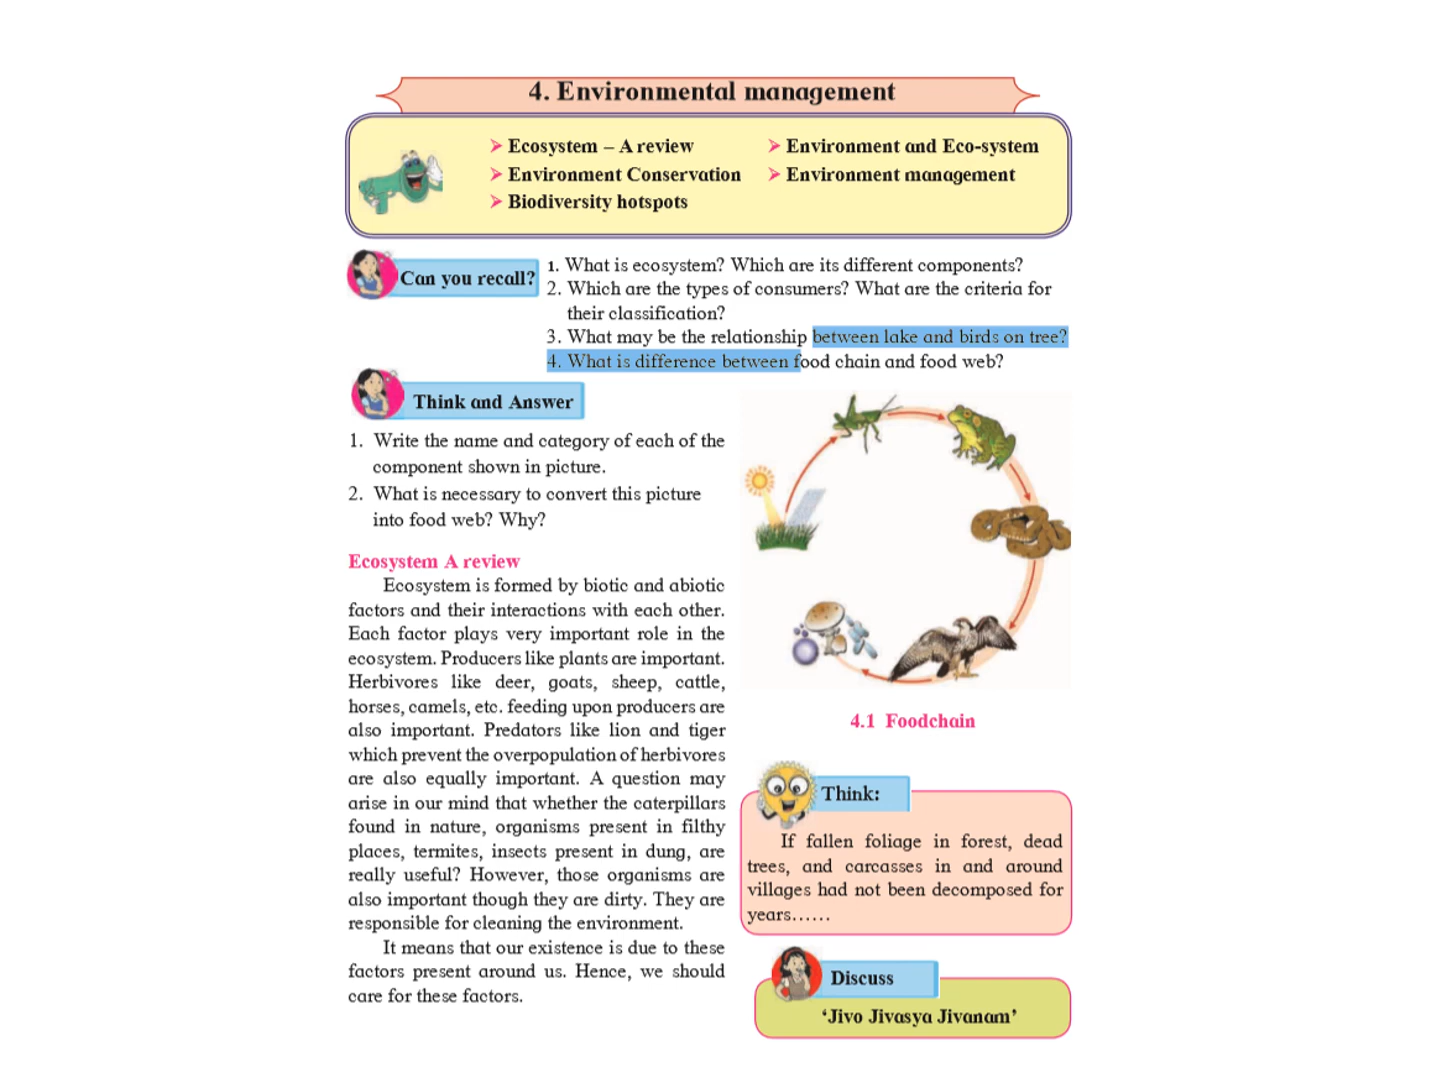 4. Environmental management
➢ Ecosystem – A review
➢ Environment and Eco-system
➢ Environment Conservation
➢ Environment management
➢ Biodiversity hotspots
Can you recall?
1. What is ecosystem? Which are its different components?
2. Which are the types of consumers? What are the criteria for
their classification?
3. What may be the relationship between lake and birds on tree?
4. What is difference between food chain and food web?
Think and Answer
1. Write the name and category of each of the
component shown in picture.
2. What is necessary to convert this picture
into food web? Why?
Ecosystem A review
Ecosystem is formed by biotic and abiotic
factors and their interactions with each other.
Each factor plays very important role in the
ecosystem. Producers like plants are important.
Herbivores like deer, goats, sheep, cattle,
horses, camels, etc. feeding upon producers are
also important. Predators like lion and tiger
which prevent the overpopulation of herbivores
are also equally important. A question may
arise in our mind that whether the caterpillars
found in nature, organisms present in filthy
places, termites, insects present in dung, are
really useful? However, those organisms are
also important though they are dirty. They are
responsible for cleaning the environment.
It means that our existence is due to these
factors present around us. Hence, we should
care for these factors.
4.1 Foodchain
Think:
If fallen foliage in forest, dead
trees, and carcasses in and around
villages had not been decomposed for
years......
Discuss
‘Jivo Jivasya Jivanam’